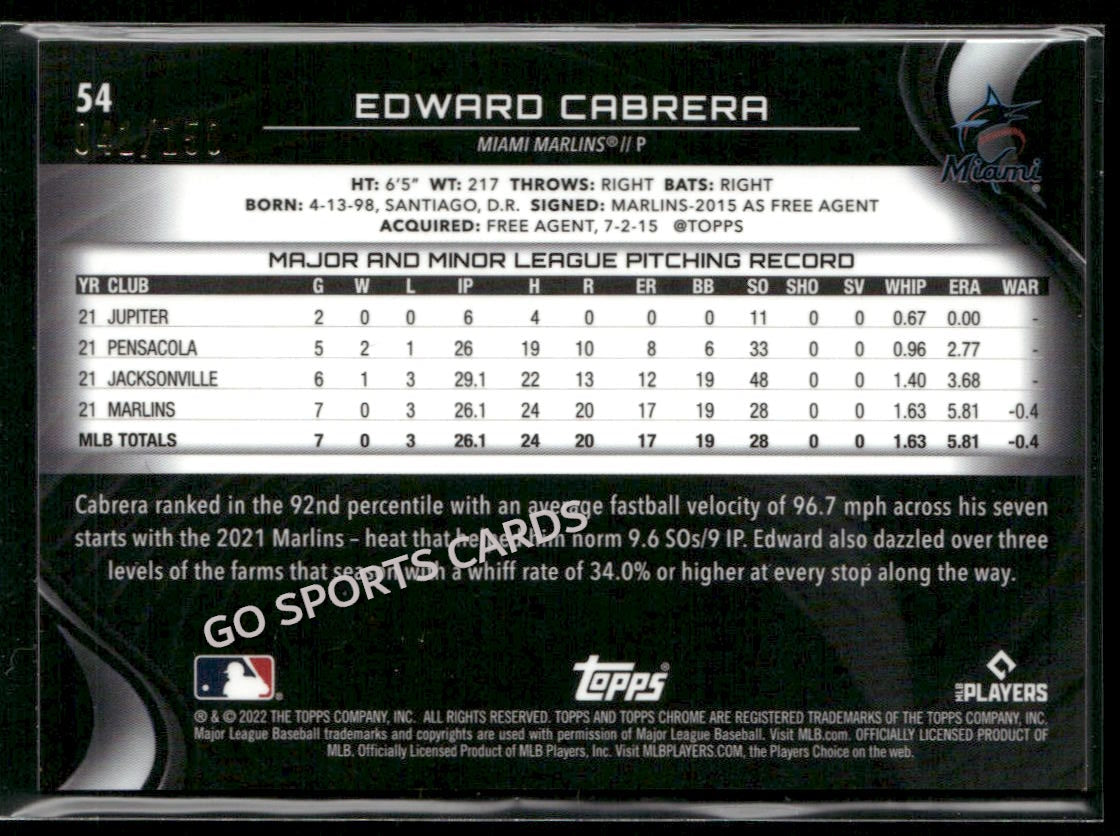 54
EDWARD CABRERA
MIAMI MARLINS® // P
Miami
HT: 6'5" WT: 217 THROWS: RIGHT BATS: RIGHT
BORN: 4-13-98, SANTIAGO, D.R. SIGNED: MARLINS-2015 AS FREE AGENT
ACQUIRED: FREE AGENT, 7-2-15 @TOPPS
MAJOR AND MINOR LEAGUE PITCHING RECORD
YR CLUB G W L IP H R ER BB SO SHO SV WHIP ERA WAR
21 JUPITER 2 0 0 6 4 0 0 0 11 0 0 0.67 0.00 -
21 PENSACOLA 5 2 1 26 19 10 8 6 33 0 0 0.96 2.77 -
21 JACKSONVILLE 6 1 3 29.1 22 13 12 19 48 0 0 1.40 3.68 -
21 MARLINS 7 0 3 26.1 24 20 17 19 28 0 0 1.63 5.81 -0.4
MLB TOTALS 7 0 3 26.1 24 20 17 19 28 0 0 1.63 5.81 -0.4
Cabrera ranked in the 92nd percentile with an average fastball velocity of 96.7 mph across his seven
starts with the 2021 Marlins – heat that helped him norm 9.6 SOs/9 IP. Edward also dazzled over three
levels of the farms that season with a whiff rate of 34.0% or higher at every stop along the way.
GO SPORTS CARDS
Topps®
MLB PLAYERS
® & © 2022 THE TOPPS COMPANY, INC. ALL RIGHTS RESERVED. TOPPS AND TOPPS CHROME ARE REGISTERED TRADEMARKS OF THE TOPPS COMPANY, INC.
Major League Baseball trademarks and copyrights are used with permission of Major League Baseball. Visit MLB.com. OFFICIALLY LICENSED PRODUCT OF
MLB. Officially Licensed Product of MLB Players, Inc. Visit MLBPLAYERS.COM, the Players Choice on the web.